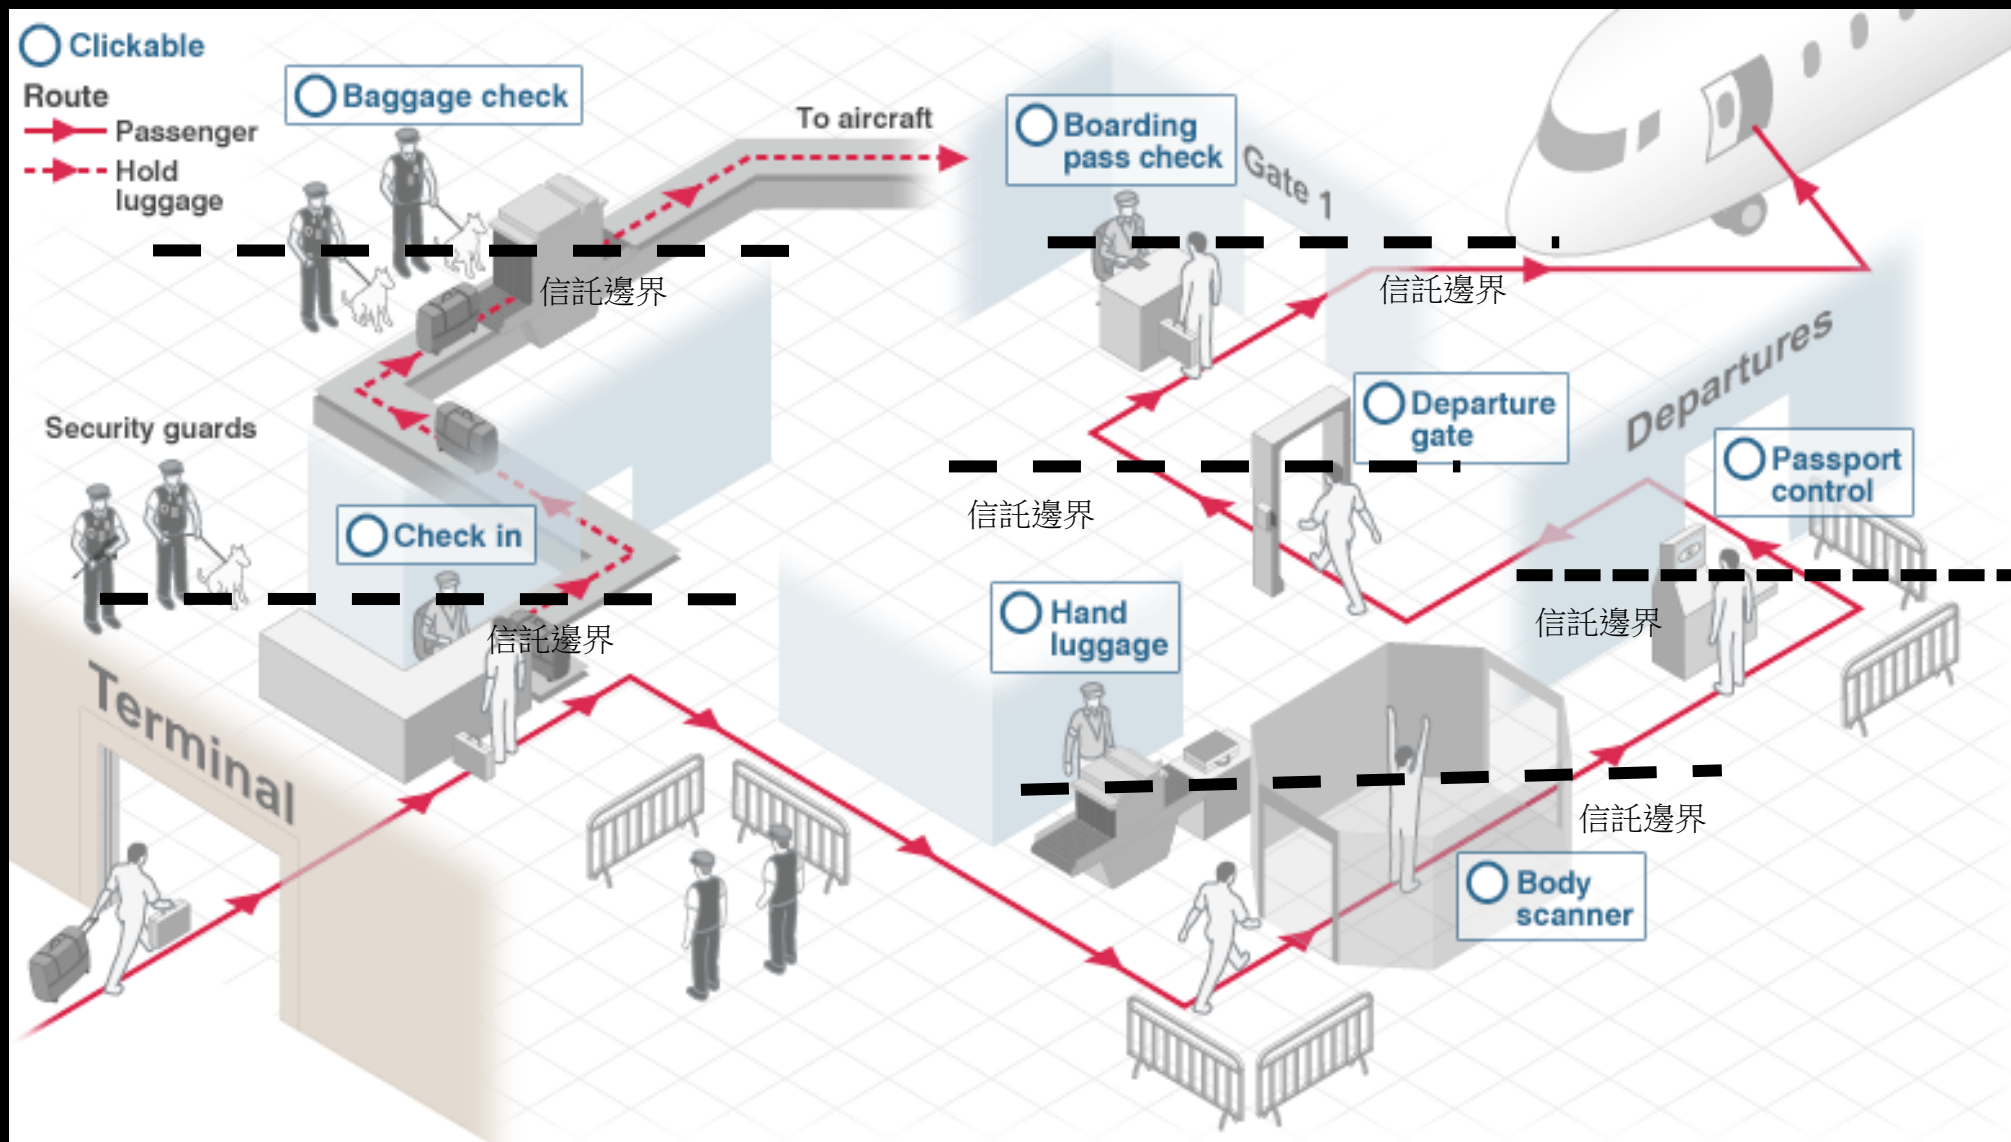 Clickable
Route
Passenger
Hold
luggage
Baggage check
To aircraft
Boarding
pass check
Gate 1
信託邊界
信託邊界
Security guards
Check in
信託邊界
Departure
gate
Departures
Passport
control
信託邊界
信託邊界
Hand
luggage
信託邊界
Body
scanner
Terminal